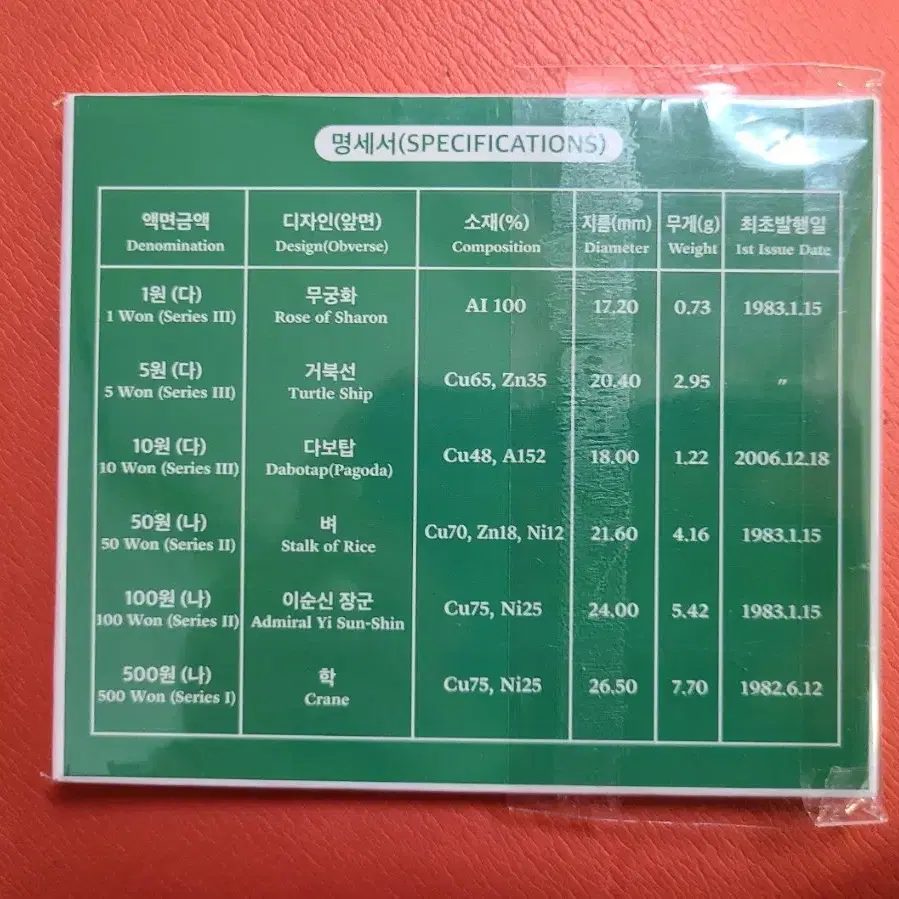 명세서(SPECIFICATIONS)
액면금액 디자인(앞면) 소재(%) 지름(mm) 무게(g) 최초발행일
Denomination Design(Obverse) Composition Diameter Weight 1st Issue Date
1원 (다) 무궁화 AI 100 17.20 0.73 1983.1.15
1 Won (Series III) Rose of Sharon
5원 (다) 거북선 Cu65, Zn35 20.40 2.95 〃
5 Won (Series III) Turtle Ship
10원 (다) 다보탑 Cu48, A152 18.00 1.22 2006.12.18
10 Won (Series III) Dabotap(Pagoda)
50원 (나) 벼 Cu70, Zn18, Ni12 21.60 4.16 1983.1.15
50 Won (Series II) Stalk of Rice
100원 (나) 이순신 장군 Cu75, Ni25 24.00 5.42 1983.1.15
100 Won (Series II) Admiral Yi Sun-Shin
500원 (나) 학 Cu75, Ni25 26.50 7.70 1982.6.12
500 Won (Series I) Crane